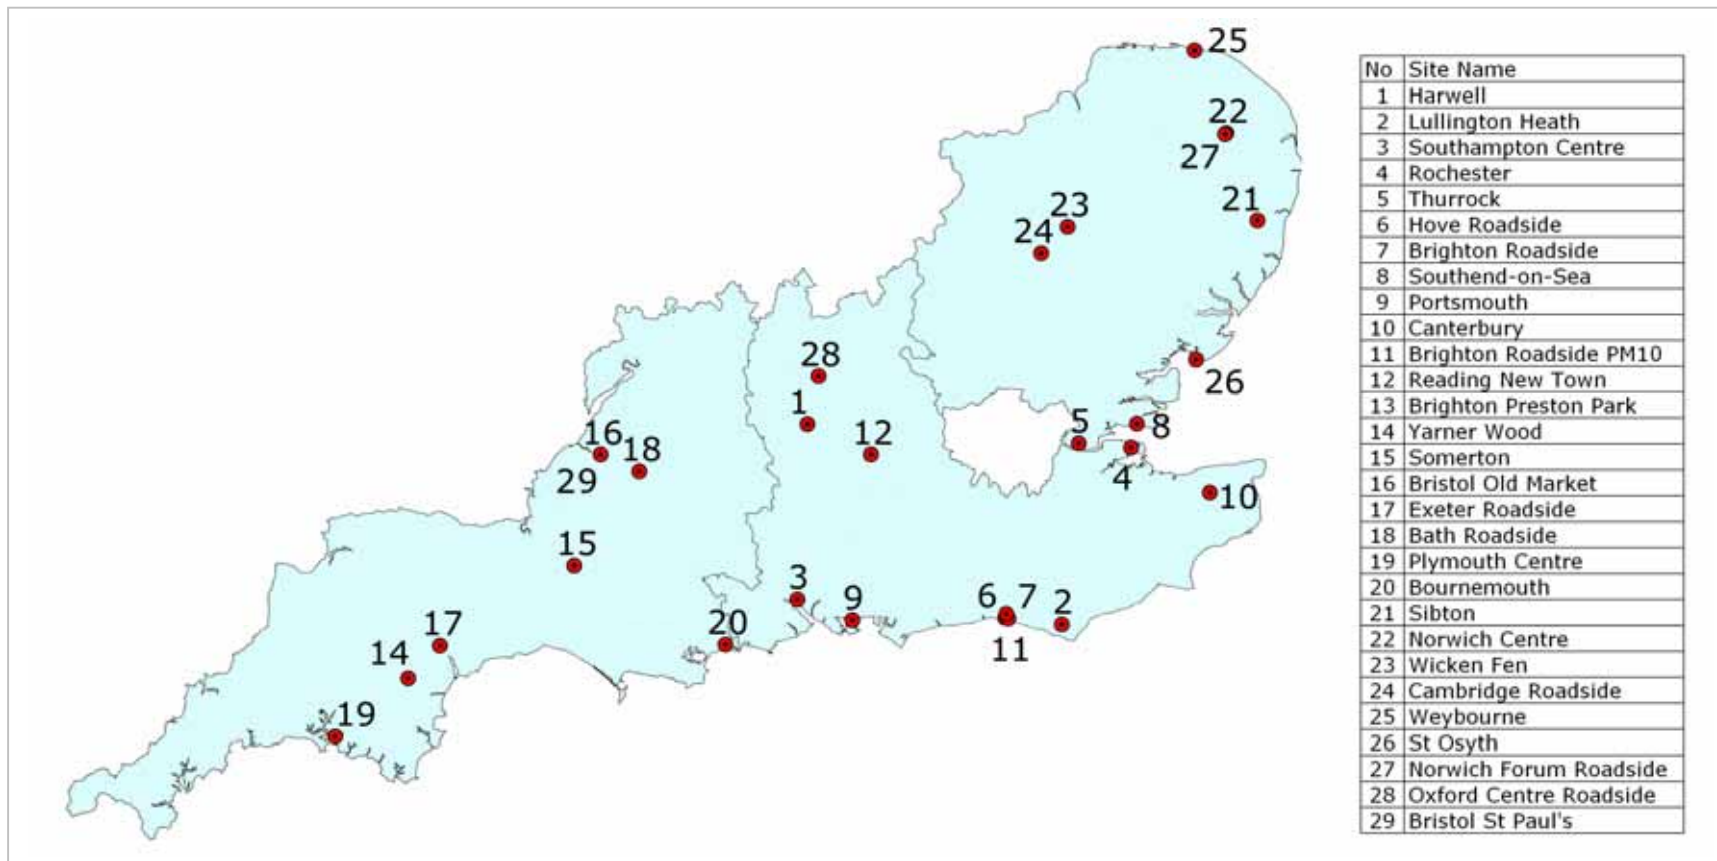 25
22
27
23
21
24
28
26
1
5
8
16
12
18
29
4
10
15
3
9
6 7
2
20
17
11
14
19
No Site Name
1 Harwell
2 Lullington Heath
3 Southampton Centre
4 Rochester
5 Thurrock
6 Hove Roadside
7 Brighton Roadside
8 Southend-on-Sea
9 Portsmouth
10 Canterbury
11 Brighton Roadside PM10
12 Reading New Town
13 Brighton Preston Park
14 Yarner Wood
15 Somerton
16 Bristol Old Market
17 Exeter Roadside
18 Bath Roadside
19 Plymouth Centre
20 Bournemouth
21 Sibton
22 Norwich Centre
23 Wicken Fen
24 Cambridge Roadside
25 Weybourne
26 St Osyth
27 Norwich Forum Roadside
28 Oxford Centre Roadside
29 Bristol St Paul's